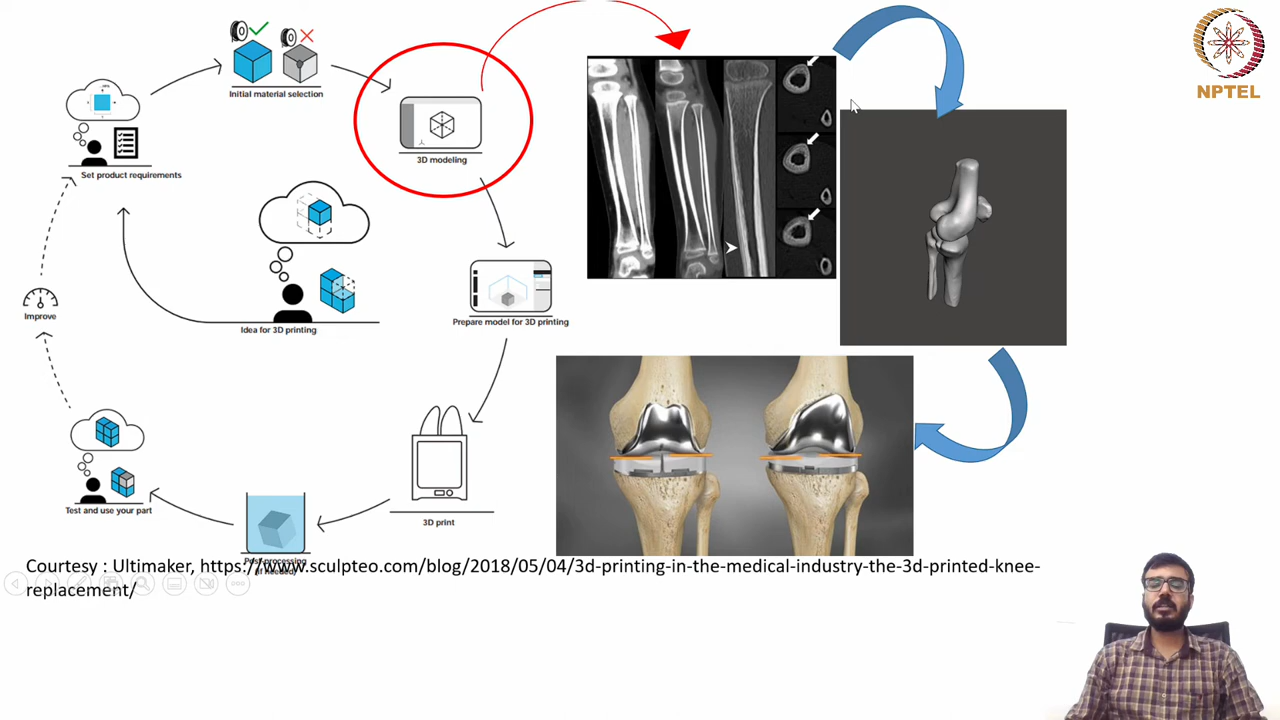 NPTEL
Initial material selection
3D modeling
Set product requirements
Improve
Idea for 3D printing
Prepare model for 3D printing
Test and use your part
3D print
Post-processing
Courtesy : Ultimaker, https://www.sculpteo.com/blog/2018/05/04/3d-printing-in-the-medical-industry-the-3d-printed-knee-
replacement/